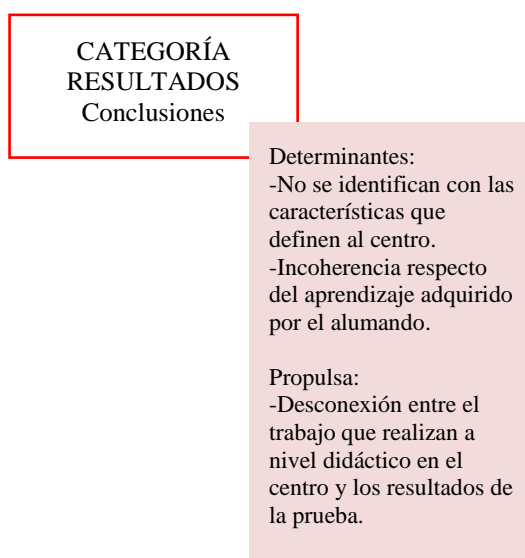 CATEGORÍA
RESULTADOS
Conclusiones
Determinantes:
-No se identifican con las
características que
definen al centro.
-Incoherencia respecto
del aprendizaje adquirido
por el alumando.
Propulsa:
-Desconexión entre el
trabajo que realizan a
nivel didáctico en el
centro y los resultados de
la prueba.